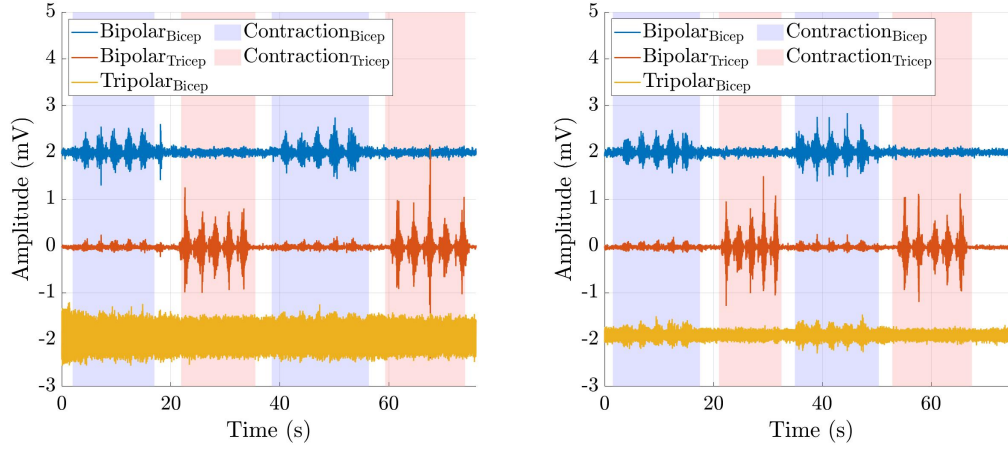 5
4
3
2
1
0
-1
-2
-3
Amplitude (mV)
Bipolar_Bicep Contraction_Bicep
Bipolar_Tricep Contraction_Tricep
Tripolar_Bicep
0 20 40 60
Time (s)
5
4
3
2
1
0
-1
-2
-3
Amplitude (mV)
Bipolar_Bicep Contraction_Bicep
Bipolar_Tricep Contraction_Tricep
Tripolar_Bicep
0 20 40 60
Time (s)